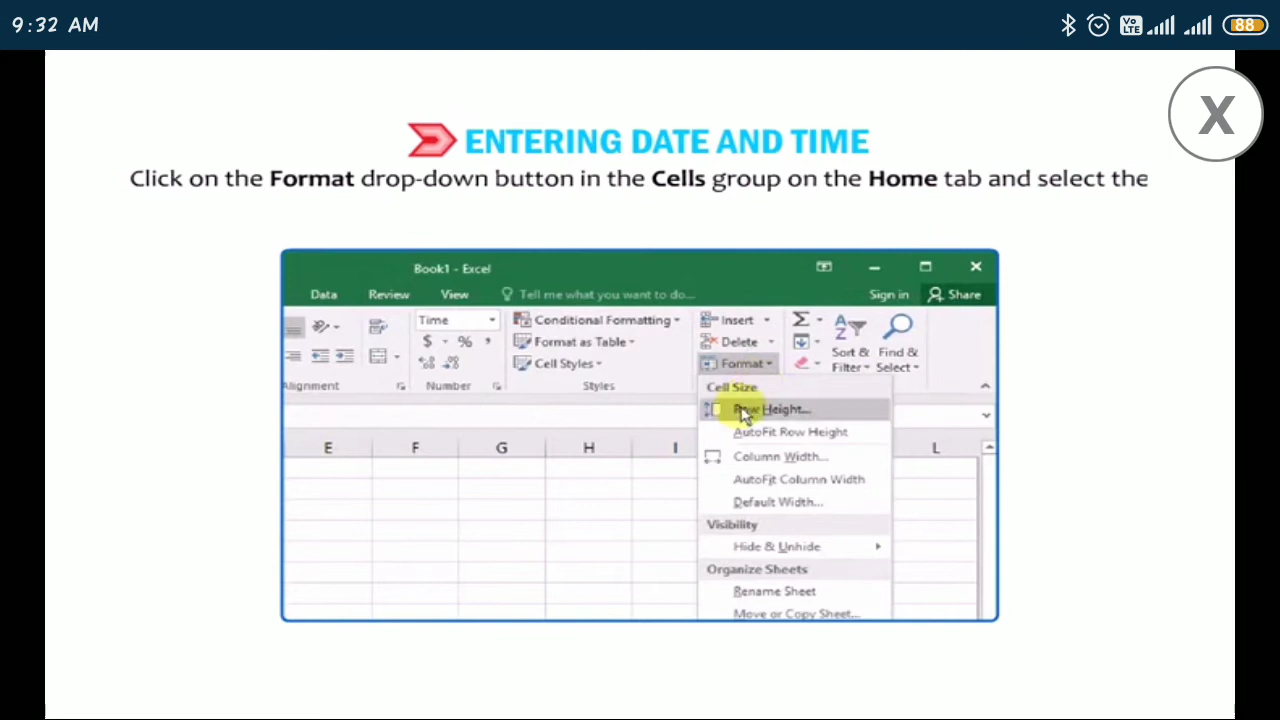 9:32 AM
Vo LTE
88
X
ENTERING DATE AND TIME
Click on the Format drop-down button in the Cells group on the Home tab and select the
Book1 - Excel
Data Review View Tell me what you want to do... Sign in Share
Time Conditional Formatting Insert
$ % , Format as Table Delete
Cell Styles Format
Sort & Filter Find & Select
Alignment Number Styles
Cell Size
Row Height...
AutoFit Row Height
E F G H I L
Column Width...
AutoFit Column Width
Default Width...
Visibility
Hide & Unhide
Organize Sheets
Rename Sheet
Move or Copy Sheet...